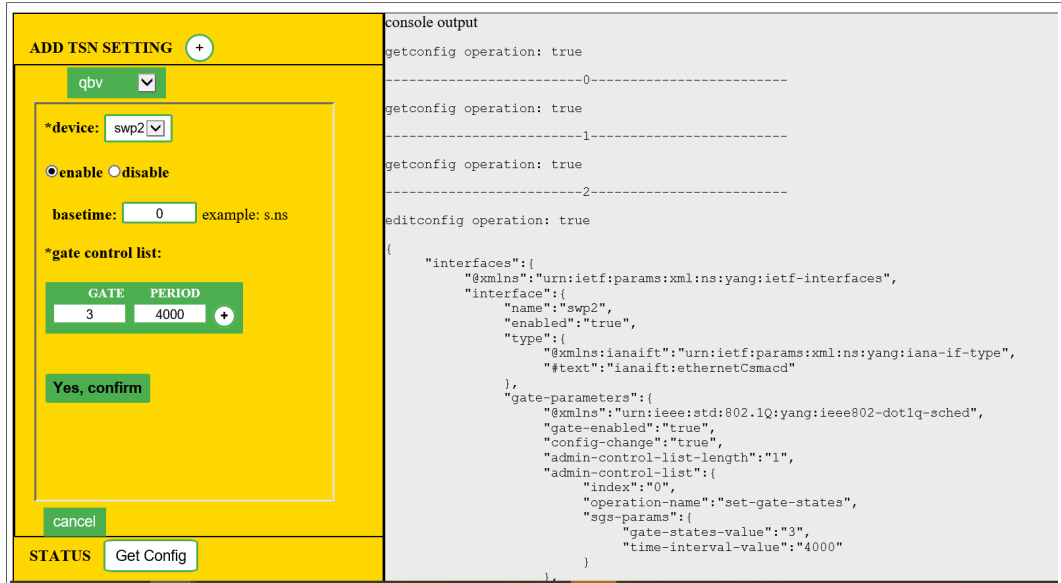 ADD TSN SETTING +
qbv
*device: swp2
enable disable
basetime: 0 example: s.ns
*gate control list:
GATE PERIOD
3 4000 +
Yes, confirm
cancel
STATUS Get Config
console output
getconfig operation: true
-------------------------0-------------------------
getconfig operation: true
-------------------------1-------------------------
getconfig operation: true
-------------------------2-------------------------
editconfig operation: true
{
"interfaces":{
"@xmlns":"urn:ietf:params:xml:ns:yang:ietf-interfaces",
"interface":{
"name":"swp2",
"enabled":"true",
"type":{
"@xmlns:ianaift":"urn:ietf:params:xml:ns:yang:iana-if-type",
"#text":"ianaift:ethernetCsmacd"
},
"gate-parameters":{
"@xmlns":"urn:ieee:std:802.1Q:yang:ieee802-dot1q-sched",
"gate-enabled":"true",
"config-change":"true",
"admin-control-list-length":"1",
"admin-control-list":{
"index":"0",
"operation-name":"set-gate-states",
"sgs-params":{
"gate-states-value":"3",
"time-interval-value":"4000"
}
},